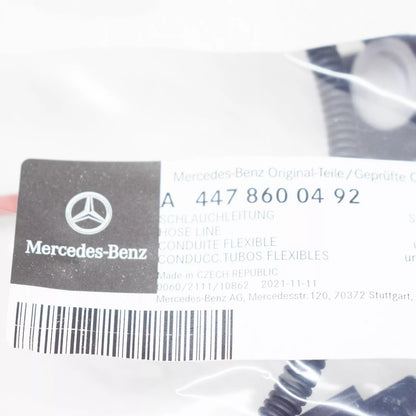 Mercedes-Benz Original-Teile/Geprüfte
A 447 860 04 92
SCHLAUCHLEITUNG
HOSE LINE
CONDUITE FLEXIBLE
CONDUCC.TUBOS FLEXIBLES
Made in CZECH REPUBLIC
0060/2111/10862 2021-11-11
Mercedes-Benz AG, Mercedesstr.120, 70372 Stuttgart,
Mercedes-Benz